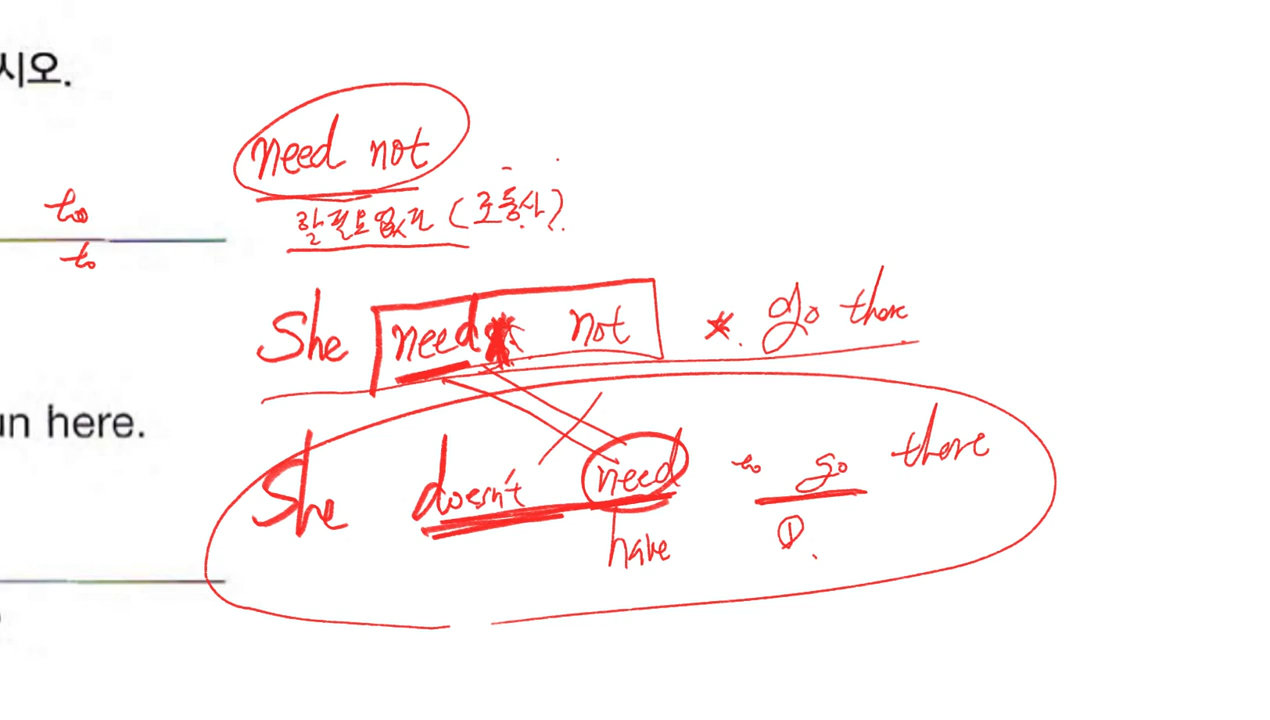 시오.
need not
to
할필요없다 (조동사).
to
She need not go there
un here.
She doesn't need to go there
have ①.